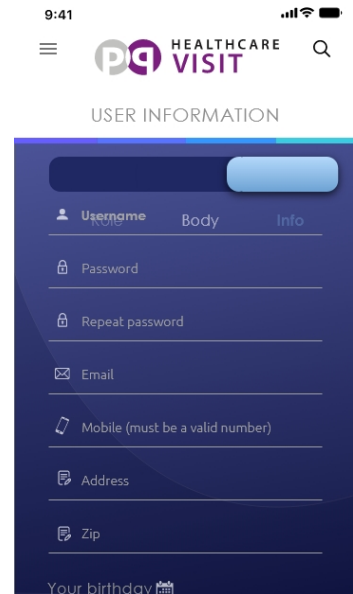 9:41
pq HEALTHCARE
VISIT
USER INFORMATION
Username
Role Body Info
Password
Repeat password
Email
Mobile (must be a valid number)
Address
Zip
Your birthday